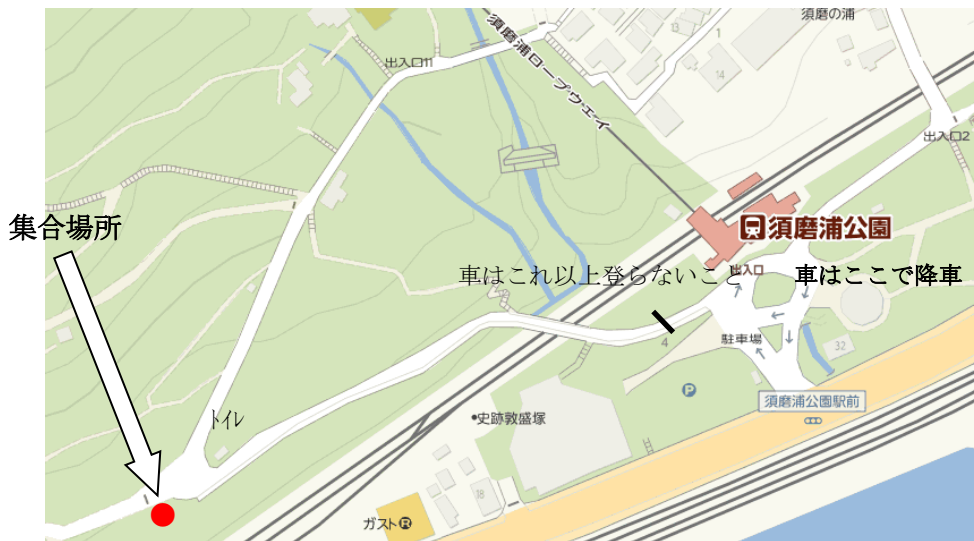 須磨の浦
13
1
14
出入口11
須磨浦ロープウェイ
出入口2
集合場所
須磨浦公園
車はこれ以上登らないこと
出入口
車はここで降車
4
駐車場
32
P
トイレ
須磨浦公園駅前
史跡敦盛塚
18
ガスト
R